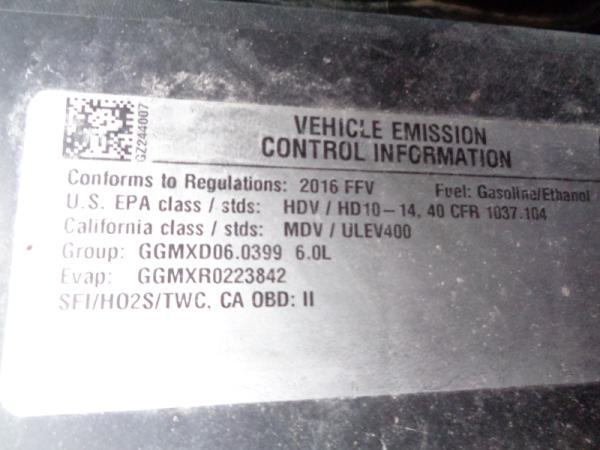 GZ244007
VEHICLE EMISSION
CONTROL INFORMATION
Conforms to Regulations: 2016 FFV Fuel: Gasoline/Ethanol
U.S. EPA class / stds: HDV / HD10-14, 40 CFR 1037.104
California class / stds: MDV / ULEV400
Group: GGMXD06.0399 6.0L
Evap: GGMXR0223842
SFI/HO2S/TWC, CA OBD: II